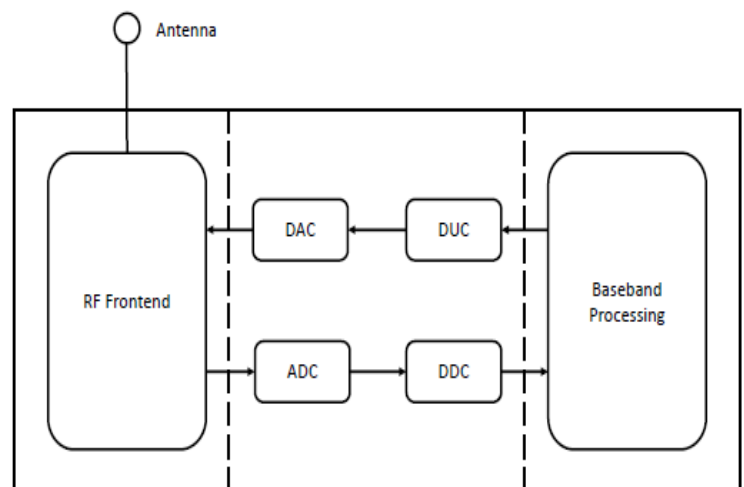 Antenna
DAC
DUC
RF Frontend
Baseband
Processing
ADC
DDC